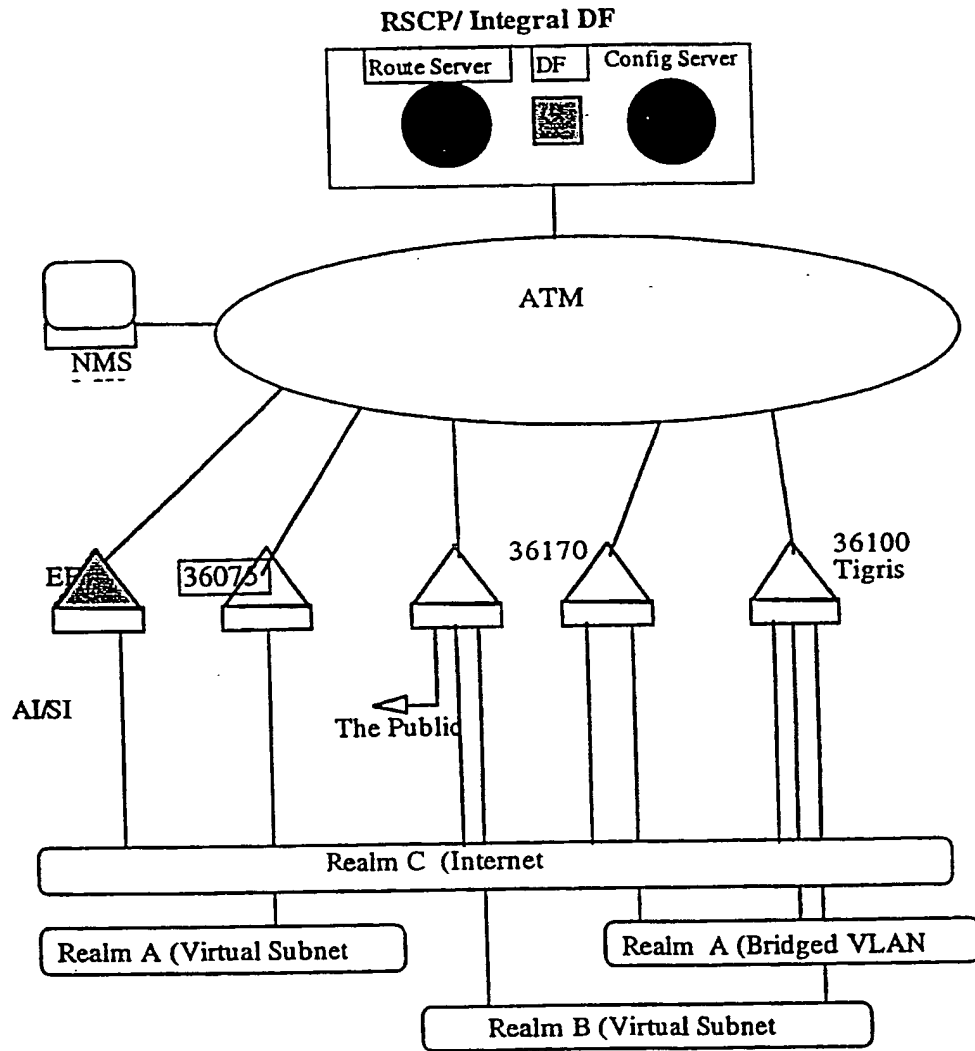 RSCP/ Integral DF
Route Server
DF
Config Server
ATM
NMS
36075
36170
36100
Tigris
AI/SI
The Public
Realm C (Internet
Realm A (Virtual Subnet
Realm A (Bridged VLAN
Realm B (Virtual Subnet